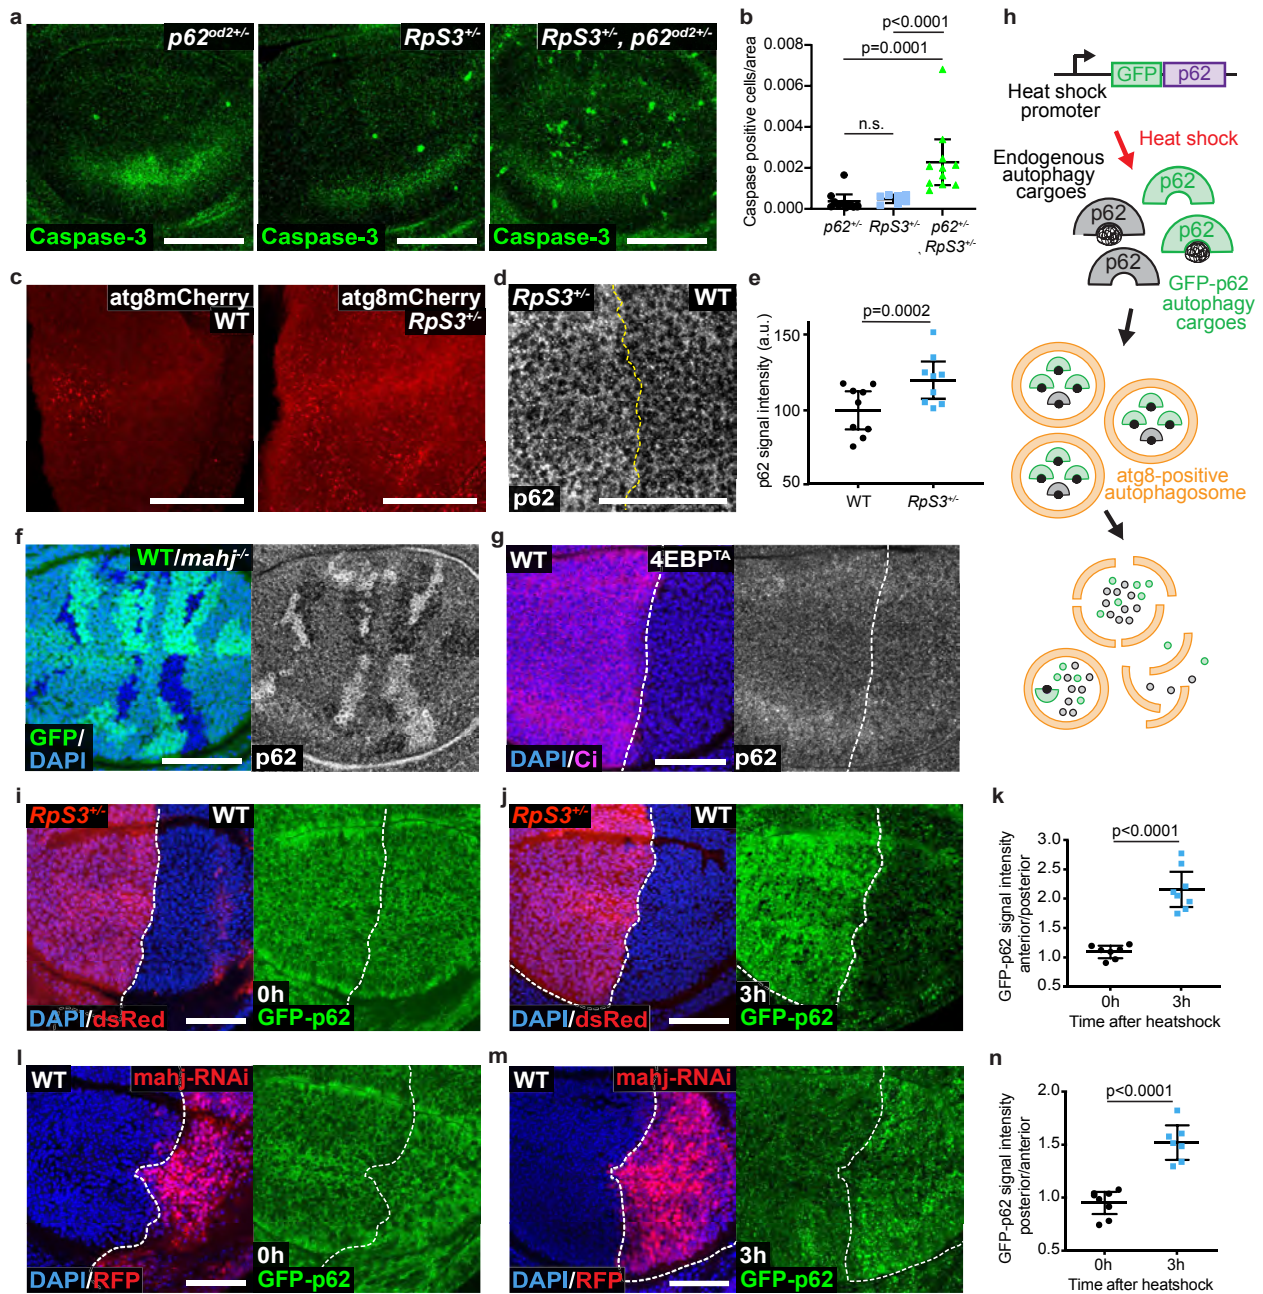 a
p62^od2+/-
RpS3^+/-
RpS3^+/-, p62^od2+/-
Caspase-3
Caspase-3
Caspase-3
b
p<0.0001
p=0.0001
n.s.
Caspase positive cells/area
0.008
0.006
0.004
0.002
0.000
p62^+/-
RpS3^+/-
p62^+/-
, RpS3^+/-
h
GFP
p62
Heat shock
promoter
Heat shock
Endogenous
autophagy
cargoes
p62
p62
p62
p62
GFP-p62
autophagy
cargoes
atg8-positive
autophagosome
c
atg8mCherry
WT
atg8mCherry
RpS3^+/-
d
RpS3^+/-
WT
p62
e
p=0.0002
p62 signal intensity (a.u.)
150
100
50
WT
RpS3^+/-
f
WT/mahj^-/-
GFP/
DAPI
p62
g
WT
4EBP^TA
DAPI/Ci
p62
i
RpS3^+/-
WT
DAPI/dsRed
0h
GFP-p62
j
RpS3^+/-
WT
DAPI/dsRed
3h
GFP-p62
k
p<0.0001
GFP-p62 signal intensity
anterior/posterior
3.0
2.5
2.0
1.5
1.0
0.5
0h
3h
Time after heatshock
l
WT
mahj-RNAi
DAPI/RFP
0h
GFP-p62
m
WT
mahj-RNAi
DAPI/RFP
3h
GFP-p62
n
p<0.0001
GFP-p62 signal intensity
posterior/anterior
2.0
1.5
1.0
0.5
0h
3h
Time after heatshock